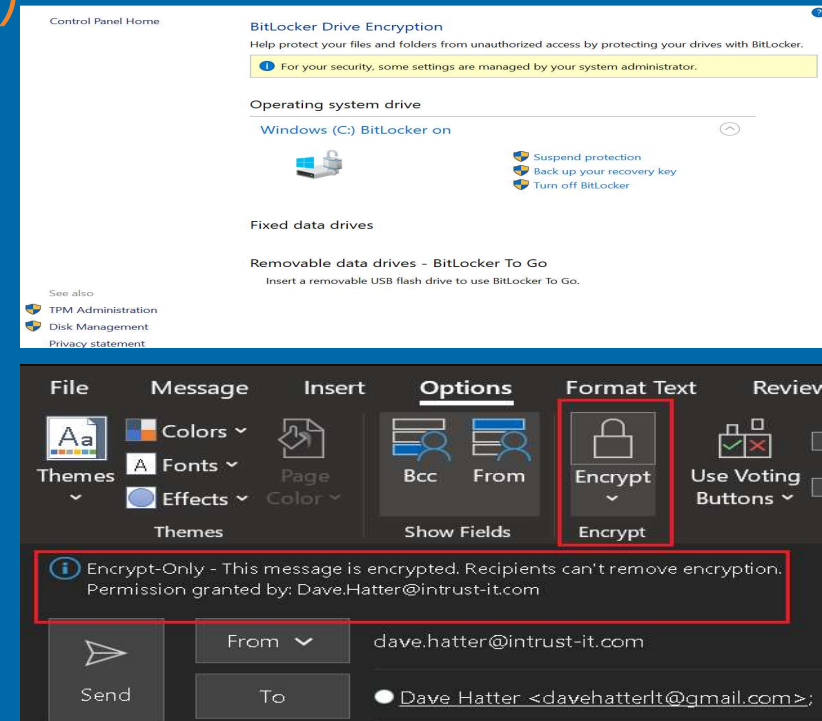 )
Control Panel Home
?
BitLocker Drive Encryption
Help protect your files and folders from unauthorized access by protecting your drives with BitLocker.
i For your security, some settings are managed by your system administrator.
Operating system drive
Windows (C:) BitLocker on
Suspend protection
Back up your recovery key
Turn off BitLocker
Fixed data drives
Removable data drives - BitLocker To Go
Insert a removable USB flash drive to use BitLocker To Go.
See also
TPM Administration
Disk Management
Privacy statement
File Message Insert Options Format Text Review
Aa Colors
A Fonts
Effects
Themes
Page
Color
Bcc From
Encrypt
Use Voting
Buttons
Themes Show Fields Encrypt
i Encrypt-Only - This message is encrypted. Recipients can't remove encryption.
Permission granted by: Dave.Hatter@intrust-it.com
From dave.hatter@intrust-it.com
Send
To Dave Hatter <davehatterlt@gmail.com>;